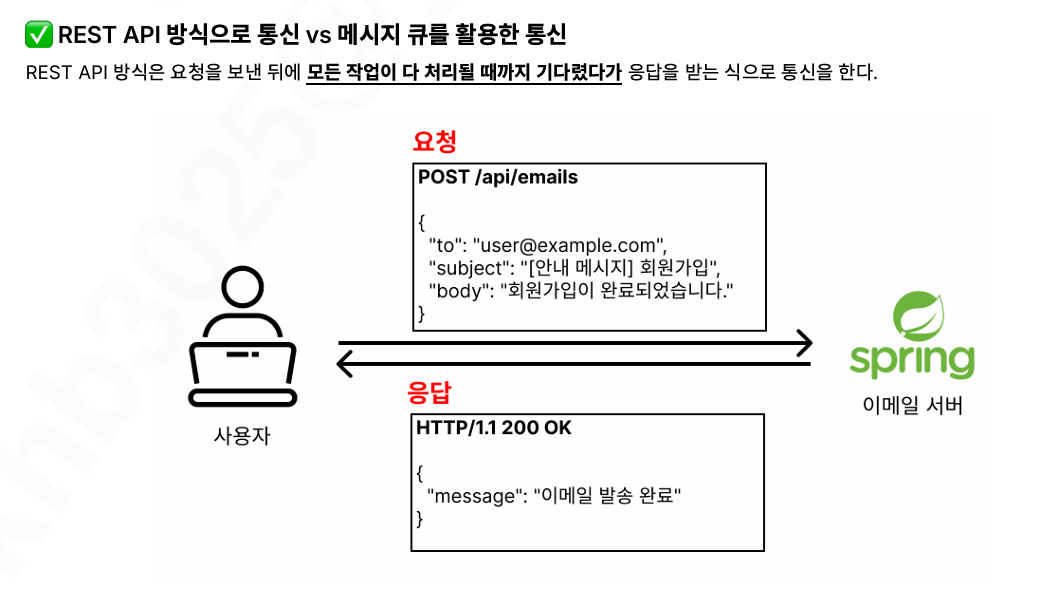 ✅ REST API 방식으로 통신 vs 메시지 큐를 활용한 통신
REST API 방식은 요청을 보낸 뒤에 모든 작업이 다 처리될 때까지 기다렸다가 응답을 받는 식으로 통신을 한다.
요청
POST /api/emails
{
"to": "user@example.com",
"subject": "[안내 메시지] 회원가입",
"body": "회원가입이 완료되었습니다."
}
spring
이메일 서버
사용자
응답
HTTP/1.1 200 OK
{
"message": "이메일 발송 완료"
}